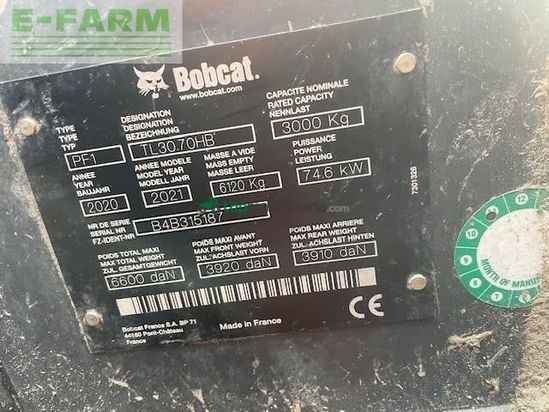 E-FARM
Bobcat.
www.bobcat.com
TYPE
TYPE
TYP
PF1
DESIGNATION
DESIGNATION
BEZEICHNUNG
TL30.70HB
CAPACITE NOMINALE
RATED CAPACITY
NENNLAST
3000 Kg
ANNEE
YEAR
BAUJAHR
2020
ANNEE MODELE
MODEL YEAR
MODELL JAHR
2021
MASSE A VIDE
MASS EMPTY
MASSE LEER
6120 Kg
PUISSANCE
POWER
LEISTUNG
74.6 kW
NR DE SERIE
SERIAL NR
FZ-IDENT-NR
B4B315187
7301326
POIDS TOTAL MAXI
MAX TOTAL WEIGHT
ZUL. GESAMTGEWICHT
6600 daN
POIDS MAXI AVANT
MAX FRONT WEIGHT
ZUL. ACHSLAST VORN
3920 daN
POIDS MAXI ARRIERE
MAX REAR WEIGHT
ZUL. ACHSLAST HINTEN
3910 daN
Bobcat France S.A. BP 71
44160 Pont-Château
France
Made in France
CE
MONTH OF MANU